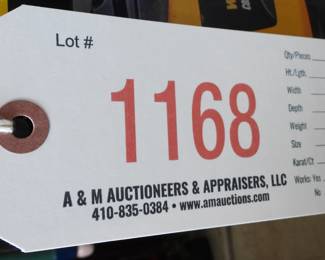 Lot #
1168
A & M AUCTIONEERS & APPRAISERS, LLC
410-835-0384 • www.amauctions.com
Qty/Pieces
Ht./Lgth.
Width
Depth
Weight
Size
Karat/Ct
Works: Yes
No